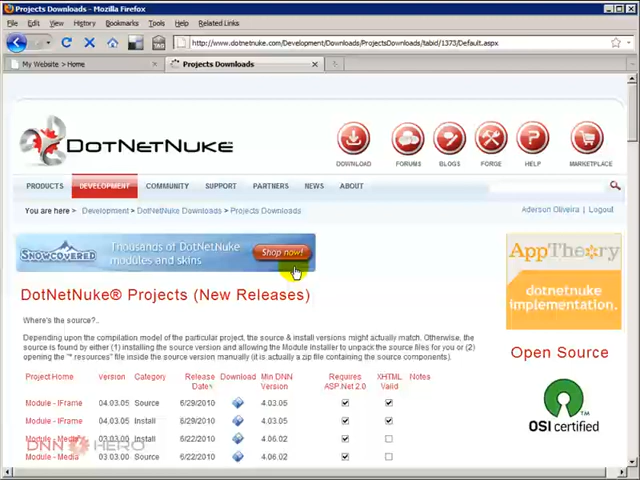 Projects Downloads - Mozilla Firefox
File Edit View History Bookmarks Tools Help Related Links
http://www.dotnetnuke.com/Development/Downloads/ProjectsDownloads/tabid/1373/Default.aspx
My Website > Home
Projects Downloads
DOTNETNUKE
DOWNLOAD FORUMS BLOGS FORGE HELP MARKETPLACE
PRODUCTS DEVELOPMENT COMMUNITY SUPPORT PARTNERS NEWS ABOUT
You are here > Development > DotNetNuke Downloads > Projects Downloads
Aderson Oliveira | Logout
SNOWCOVERED
Thousands of DotNetNuke
modules and skins
Shop now!
AppTheory
dotnetnuke
implementation.
DotNetNuke® Projects (New Releases)
Where's the source?..
Depending upon the compilation model of the particular project, the source & install versions might actually match. Otherwise, the
source is found by either (1) installing the source version and allowing the Module Installer to unpack the source files for you or (2)
opening the "*.resources" file inside the source version manually (it is actually a zip file containing the source components).
Open Source
Project Home Version Category Release Date Download Min DNN Version Requires ASP.Net 2.0 XHTML Valid Notes
Module - IFrame 04.03.05 Source 6/29/2010 4.03.05
Module - IFrame 04.03.05 Install 6/29/2010 4.03.05
Module - Media 03.03.00 Install 6/22/2010 4.06.02
Module - Media 03.03.00 Source 6/22/2010 4.06.02
OSI certified
DNN HERO